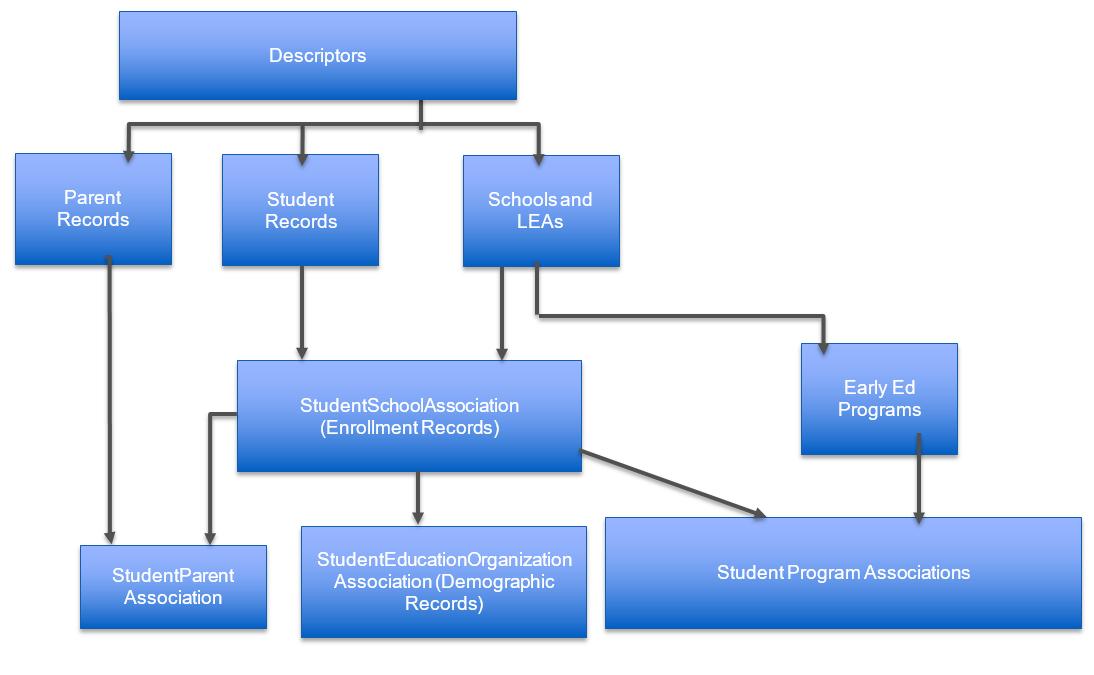 Descriptors
Parent
Records
Student
Records
Schools and
LEAs
Early Ed
Programs
StudentSchoolAssociation
(Enrollment Records)
StudentParent
Association
StudentEducationOrganization
Association (Demographic
Records)
Student Program Associations